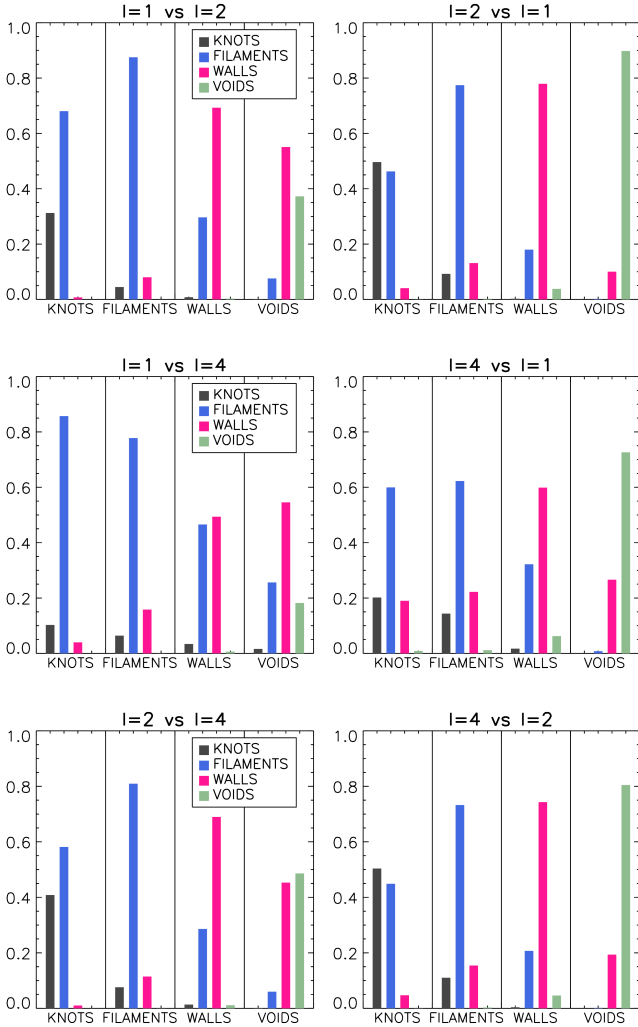 l=1 vs l=2
l=2 vs l=1
1.0
0.8
0.6
0.4
0.2
0.0
KNOTS
FILAMENTS
WALLS
VOIDS
KNOTS FILAMENTS WALLS VOIDS
1.0
0.8
0.6
0.4
0.2
0.0
KNOTS FILAMENTS WALLS VOIDS
l=1 vs l=4
l=4 vs l=1
1.0
0.8
0.6
0.4
0.2
0.0
KNOTS
FILAMENTS
WALLS
VOIDS
KNOTS FILAMENTS WALLS VOIDS
1.0
0.8
0.6
0.4
0.2
0.0
KNOTS FILAMENTS WALLS VOIDS
l=2 vs l=4
l=4 vs l=2
1.0
0.8
0.6
0.4
0.2
0.0
KNOTS
FILAMENTS
WALLS
VOIDS
KNOTS FILAMENTS WALLS VOIDS
1.0
0.8
0.6
0.4
0.2
0.0
KNOTS FILAMENTS WALLS VOIDS